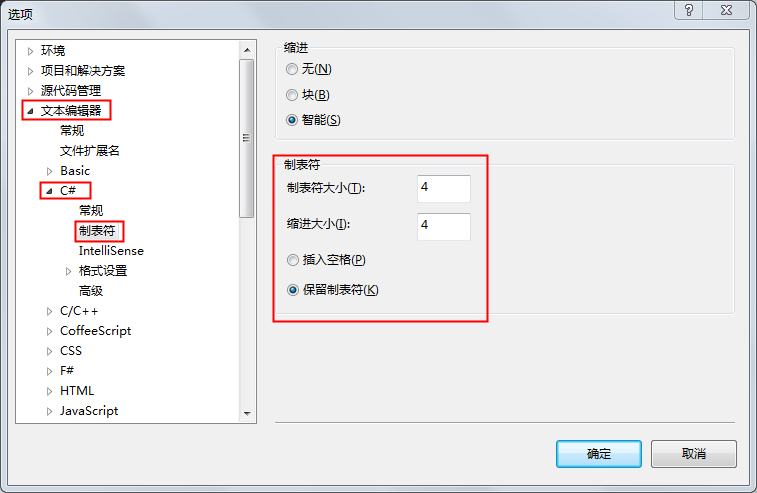 选项
环境
项目和解决方案
源代码管理
文本编辑器
常规
文件扩展名
Basic
C#
常规
制表符
IntelliSense
格式设置
高级
C/C++
CoffeeScript
CSS
F#
HTML
JavaScript
缩进
无(N)
块(B)
智能(S)
制表符
制表符大小(T): 4
缩进大小(I): 4
插入空格(P)
保留制表符(K)
确定 取消